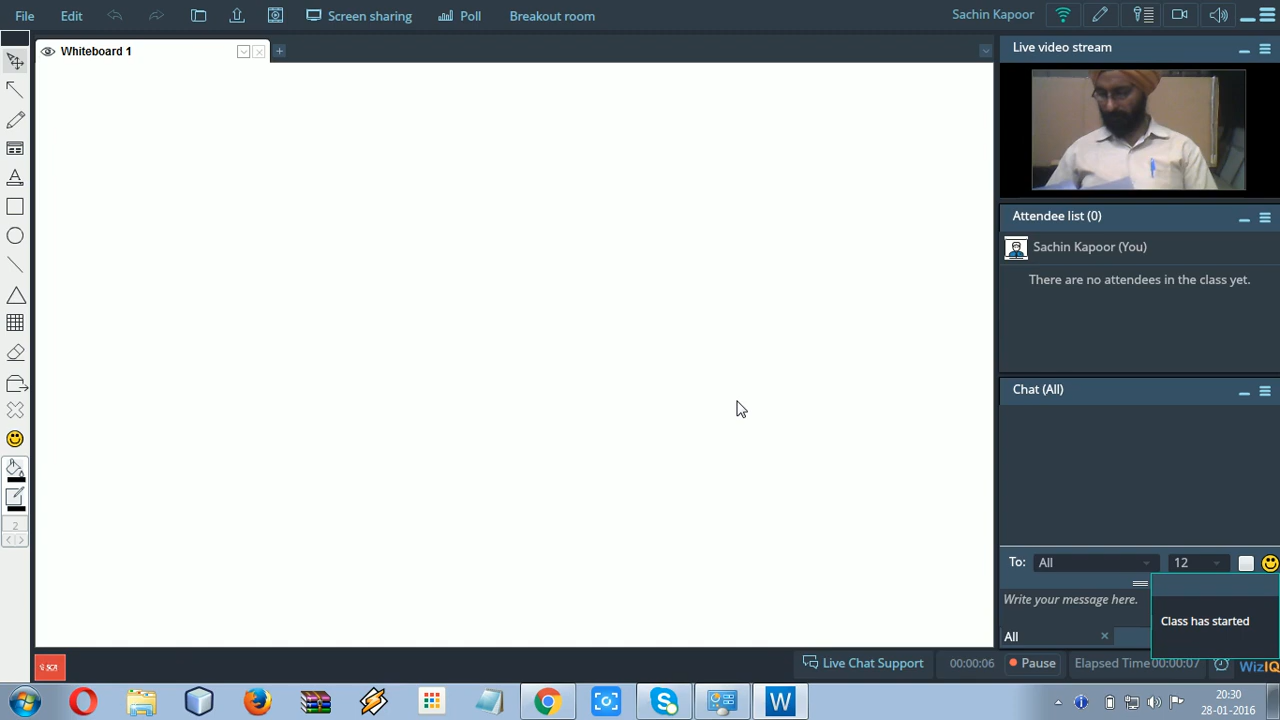 File Edit Screen sharing Poll Breakout room Sachin Kapoor
Whiteboard 1
Live video stream
Attendee list (0)
Sachin Kapoor (You)
There are no attendees in the class yet.
Chat (All)
To: All 12
Write your message here.
Class has started
All
2
SCR
Live Chat Support 00:00:06 Pause Elapsed Time 00:00:07 WizIQ
20:30
28-01-2016